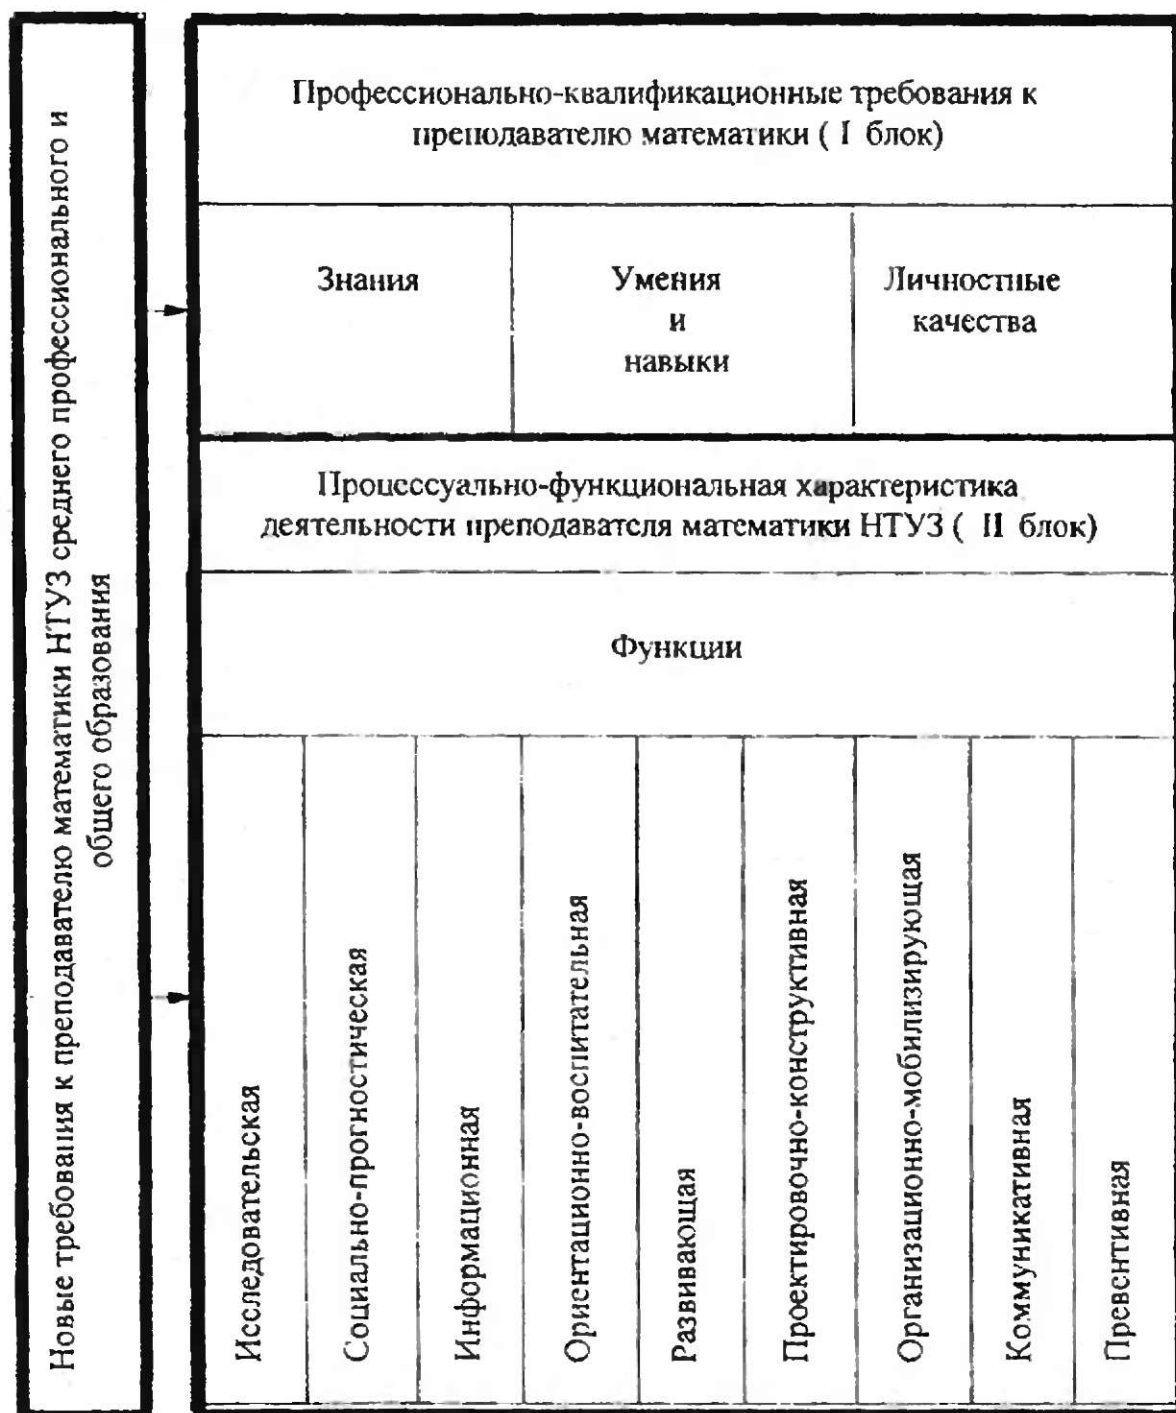 Новые требования к преподавателю математики НТУЗ среднего профессионального и
общего образования
Профессионально-квалификационные требования к
преподавателю математики ( I блок)
Знания
Умения
и
навыки
Личностные
качества
Процессуально-функциональная характеристика
деятельности преподавателя математики НТУЗ ( II блок)
Функции
Исследовательская
Социально-прогностическая
Информационная
Ориентационно-воспитательная
Развивающая
Проектировочно-конструктивная
Организационно-мобилизирующая
Коммуникативная
Превентивная